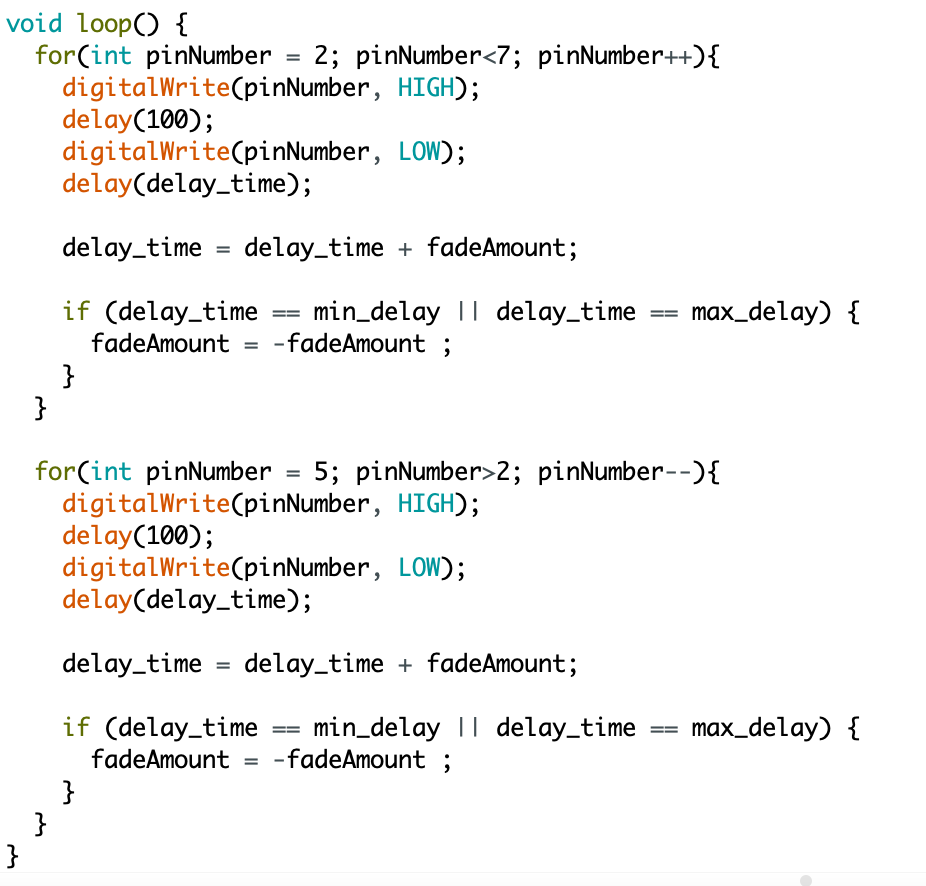 void loop() {
  for(int pinNumber = 2; pinNumber<7; pinNumber++){
    digitalWrite(pinNumber, HIGH);
    delay(100);
    digitalWrite(pinNumber, LOW);
    delay(delay_time);

    delay_time = delay_time + fadeAmount;

    if (delay_time == min_delay || delay_time == max_delay) {
      fadeAmount = -fadeAmount ;
    }
  }

  for(int pinNumber = 5; pinNumber>2; pinNumber--){
    digitalWrite(pinNumber, HIGH);
    delay(100);
    digitalWrite(pinNumber, LOW);
    delay(delay_time);

    delay_time = delay_time + fadeAmount;

    if (delay_time == min_delay || delay_time == max_delay) {
      fadeAmount = -fadeAmount ;
    }
  }
}